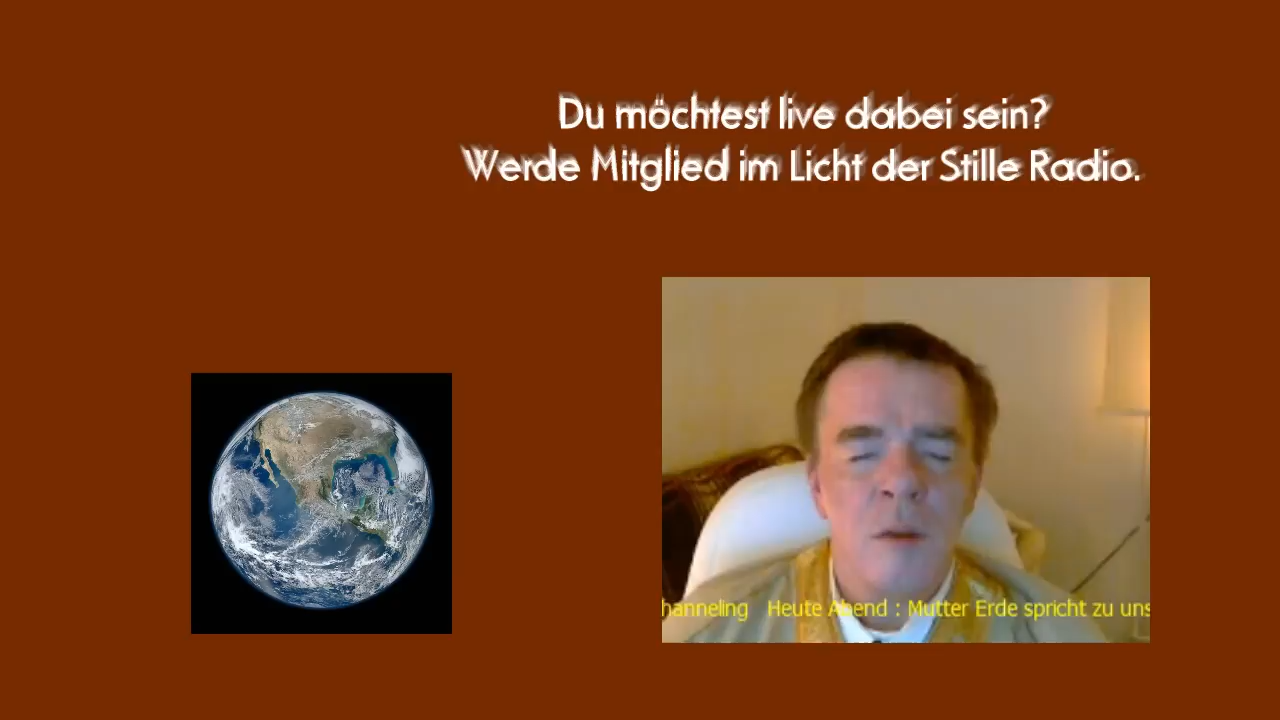 Du möchtest live dabei sein?
Werde Mitglied im Licht der Stille Radio.
hanneling Heute Abend : Mutter Erde spricht zu uns